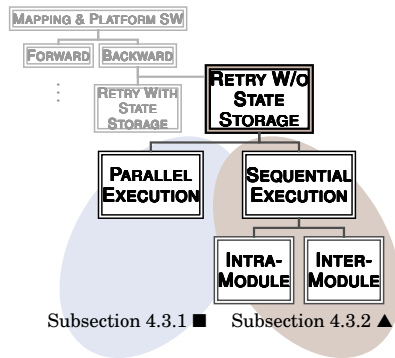 MAPPING & PLATFORM SW
FORWARD BACKWARD
RETRY WITH
STATE
STORAGE
RETRY W/O
STATE
STORAGE
PARALLEL
EXECUTION
SEQUENTIAL
EXECUTION
INTRA-
MODULE
INTER-
MODULE
Subsection 4.3.1 ■ Subsection 4.3.2 ▲